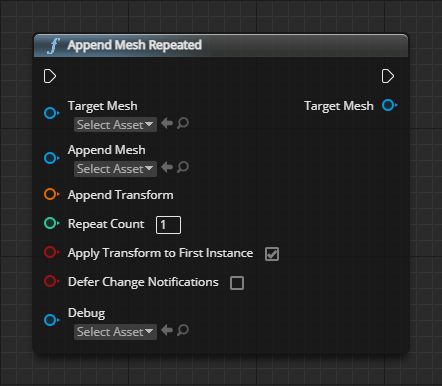 Append Mesh Repeated
Target Mesh Target Mesh
Select Asset
Append Mesh
Select Asset
Append Transform
Repeat Count 1
Apply Transform to First Instance
Defer Change Notifications
Debug
Select Asset